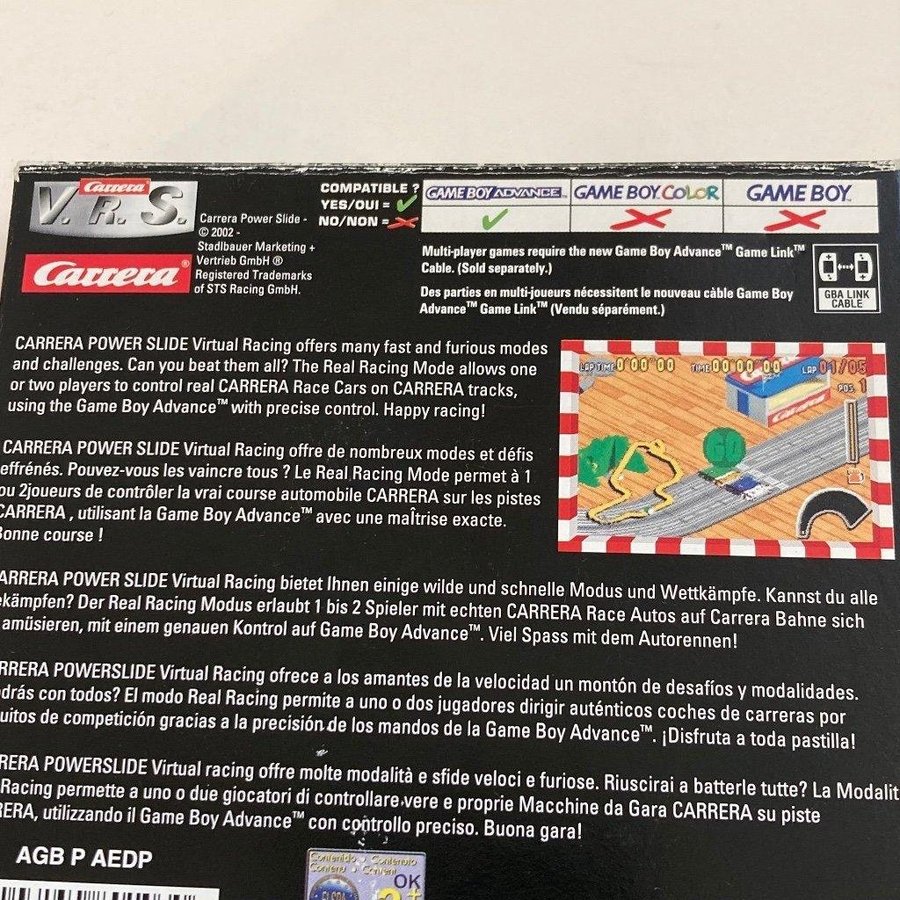 Carrera
V. R. S.
Carrera®
Carrera Power Slide -
© 2002 -
Stadlbauer Marketing +
Vertrieb GmbH ®
Registered Trademarks
of STS Racing GmbH.
COMPATIBLE ?
YES/OUI =
NO/NON =
GAME BOY ADVANCE
GAME BOY COLOR
GAME BOY
Multi-player games require the new Game Boy Advance™ Game Link™
Cable. (Sold separately.)
Des parties en multi-joueurs nécessitent le nouveau câble Game Boy
Advance™ Game Link™ (Vendu séparément.)
GBA LINK
CABLE
CARRERA POWER SLIDE Virtual Racing offers many fast and furious modes
and challenges. Can you beat them all? The Real Racing Mode allows one
or two players to control real CARRERA Race Cars on CARRERA tracks,
using the Game Boy Advance™ with precise control. Happy racing!
LAP TIME 0'00"00 TIME 00'00"00 LAP 01/05
POS. 1
Carrera
GO
CARRERA POWER SLIDE Virtual Racing offre de nombreux modes et défis
effrénés. Pouvez-vous les vaincre tous ? Le Real Racing Mode permet à 1
ou 2joueurs de contrôler la vrai course automobile CARRERA sur les pistes
CARRERA , utilisant la Game Boy Advance™ avec une maÎtrise exacte.
Bonne course !
ARRERA POWER SLIDE Virtual Racing bietet Ihnen einige wilde und schnelle Modus und Wettkämpfe. Kannst du alle
ekämpfen? Der Real Racing Modus erlaubt 1 bis 2 Spieler mit echten CARRERA Race Autos auf Carrera Bahne sich
amüsieren, mit einem genauen Kontrol auf Game Boy Advance™. Viel Spass mit dem Autorennen!
RRERA POWERSLIDE Virtual Racing ofrece a los amantes de la velocidad un montón de desafíos y modalidades.
drás con todos? El modo Real Racing permite a uno o dos jugadores dirigir auténticos coches de carreras por
uitos de competición gracias a la precisión de los mandos de la Game Boy Advance™. ¡Disfruta a toda pastilla!
RERA POWERSLIDE Virtual racing offre molte modalità e sfide veloci e furiose. Riuscirai a batterle tutte? La Modalit
Racing permette a uno o due giocatori di controllare vere e proprie Macchine da Gara CARRERA su piste
RERA, utilizzando il Game Boy Advance™ con controllo preciso. Buona gara!
AGB P AEDP
Contenido Contenuto
OK